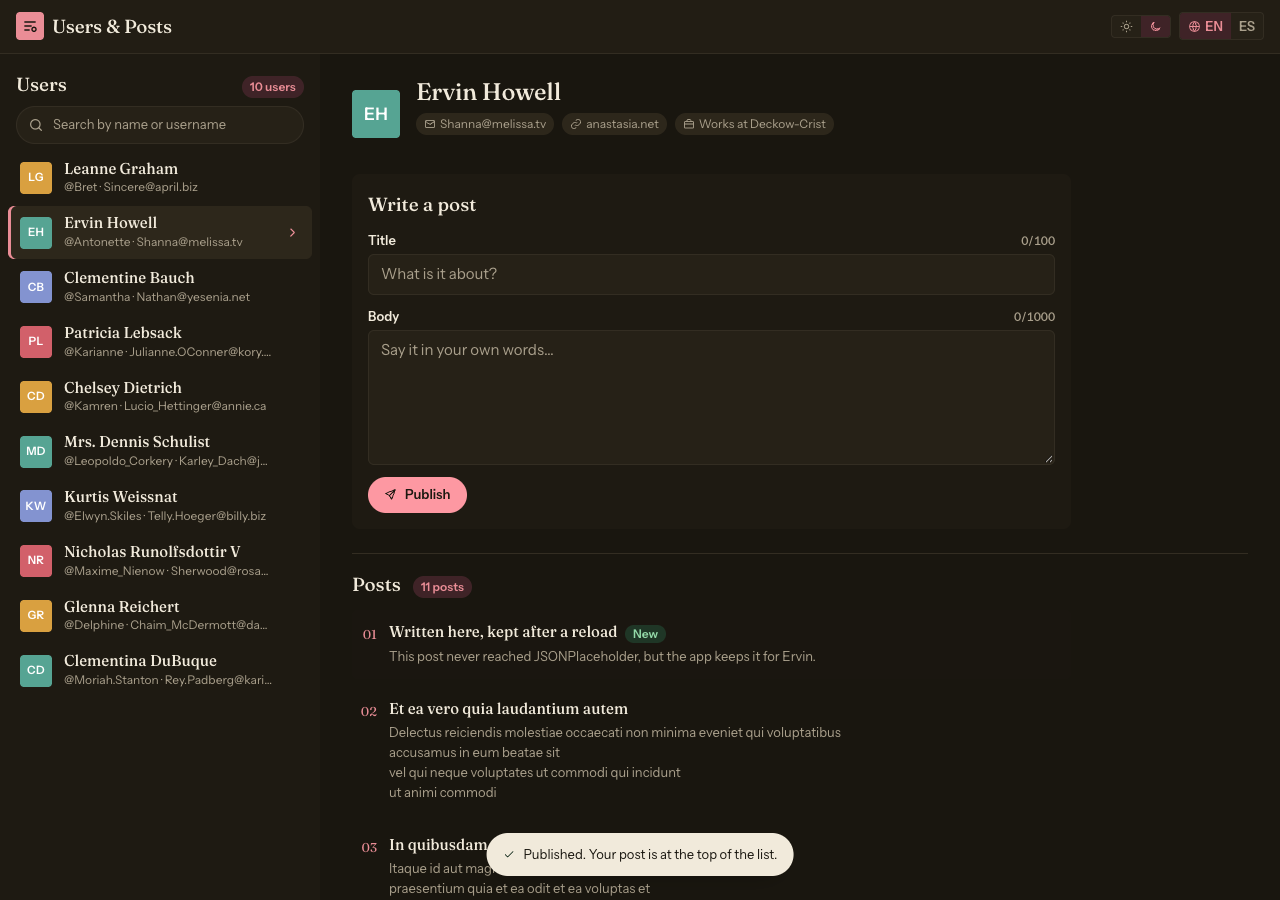 Users & Posts
EN
ES
Users
10 users
Search by name or username
LG
Leanne Graham
@Bret · Sincere@april.biz
EH
Ervin Howell
@Antonette · Shanna@melissa.tv
CB
Clementine Bauch
@Samantha · Nathan@yesenia.net
PL
Patricia Lebsack
@Karianne · Julianne.OConner@kory....
CD
Chelsey Dietrich
@Kamren · Lucio_Hettinger@annie.ca
MD
Mrs. Dennis Schulist
@Leopoldo_Corkery · Karley_Dach@j...
KW
Kurtis Weissnat
@Elwyn.Skiles · Telly.Hoeger@billy.biz
NR
Nicholas Runolfsdottir V
@Maxime_Nienow · Sherwood@rosa...
GR
Glenna Reichert
@Delphine · Chaim_McDermott@da...
CD
Clementina DuBuque
@Moriah.Stanton · Rey.Padberg@kari...
EH
Ervin Howell
Shanna@melissa.tv
anastasia.net
Works at Deckow-Crist
Write a post
Title
0/100
What is it about?
Body
0/1000
Say it in your own words...
Publish
Posts
11 posts
01
Written here, kept after a reload
New
This post never reached JSONPlaceholder, but the app keeps it for Ervin.
02
Et ea vero quia laudantium autem
Delectus reiciendis molestiae occaecati non minima eveniet qui voluptatibus
accusamus in eum beatae sit
vel qui neque voluptates ut commodi qui incidunt
ut animi commodi
03
In quibusdam
Itaque id aut
praesentium quia et ea odit et ea voluptas et
Published. Your post is at the top of the list.